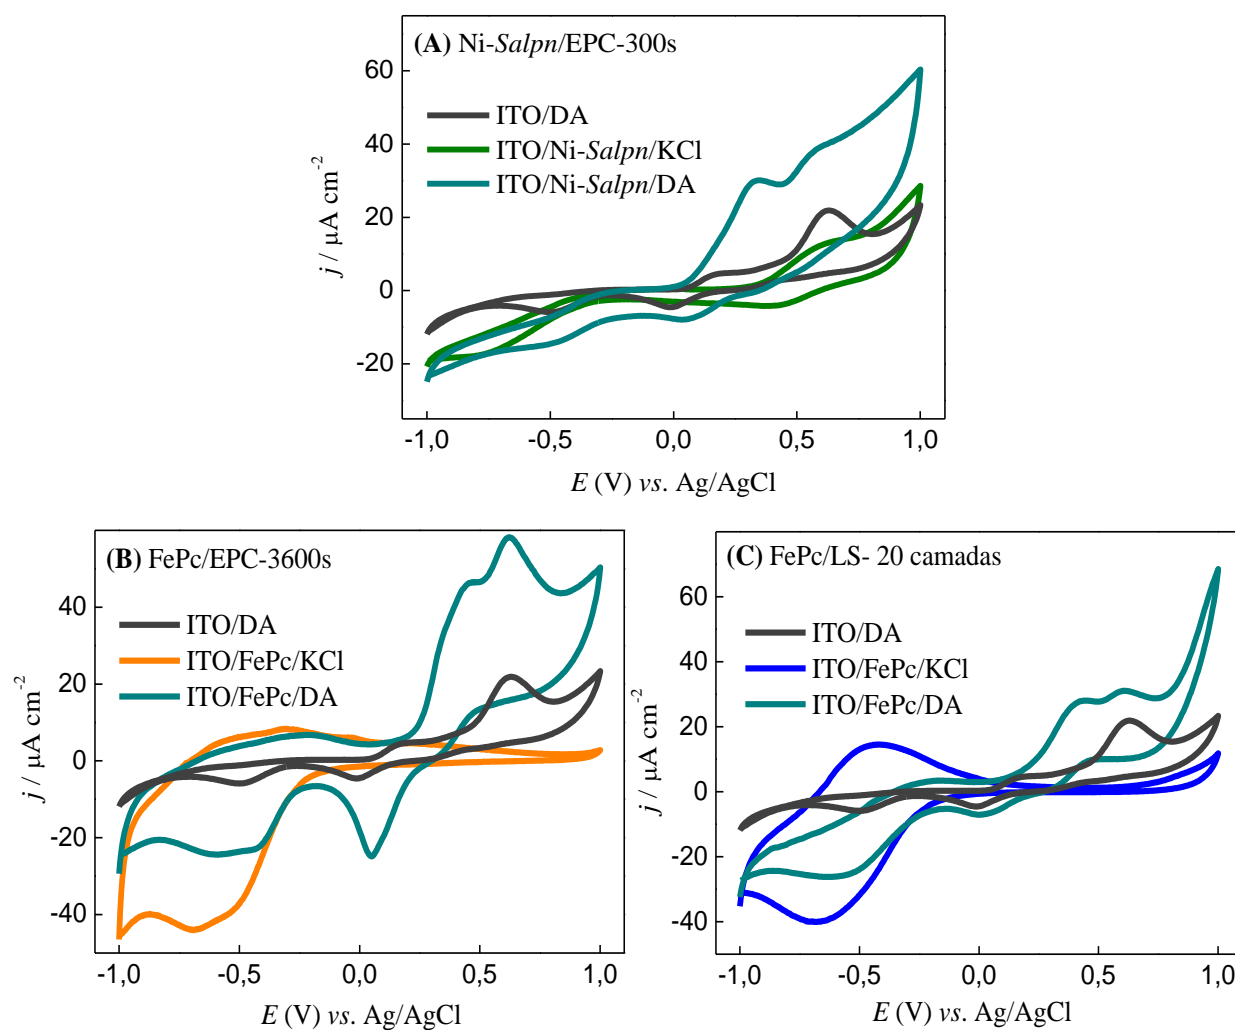 (A) Ni-Salpn/EPC-300s
ITO/DA
ITO/Ni-Salpn/KCl
ITO/Ni-Salpn/DA
60
40
20
0
-20
j / µA cm-2
-1,0 -0,5 0,0 0,5 1,0
E (V) vs. Ag/AgCl
(B) FePc/EPC-3600s
ITO/DA
ITO/FePc/KCl
ITO/FePc/DA
40
20
0
-20
-40
j / µA cm-2
-1,0 -0,5 0,0 0,5 1,0
E (V) vs. Ag/AgCl
(C) FePc/LS- 20 camadas
ITO/DA
ITO/FePc/KCl
ITO/FePc/DA
60
40
20
0
-20
-40
j / µA cm-2
-1,0 -0,5 0,0 0,5 1,0
E (V) vs. Ag/AgCl